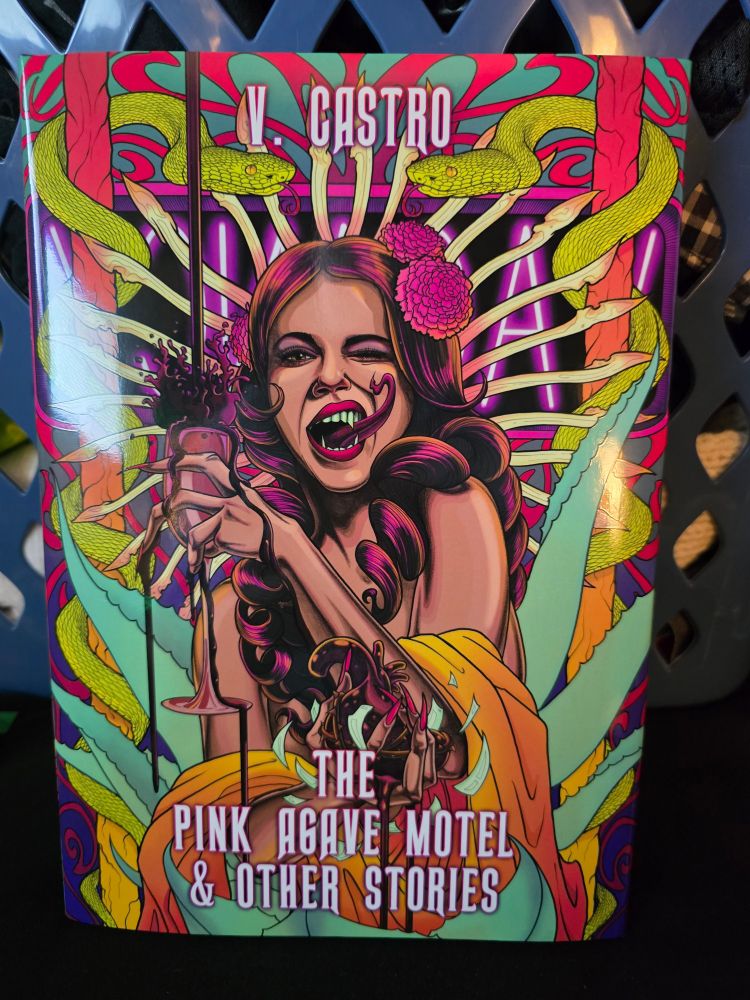 V. CASTRO
THE
PINK AGAVE MOTEL
& OTHER STORIES